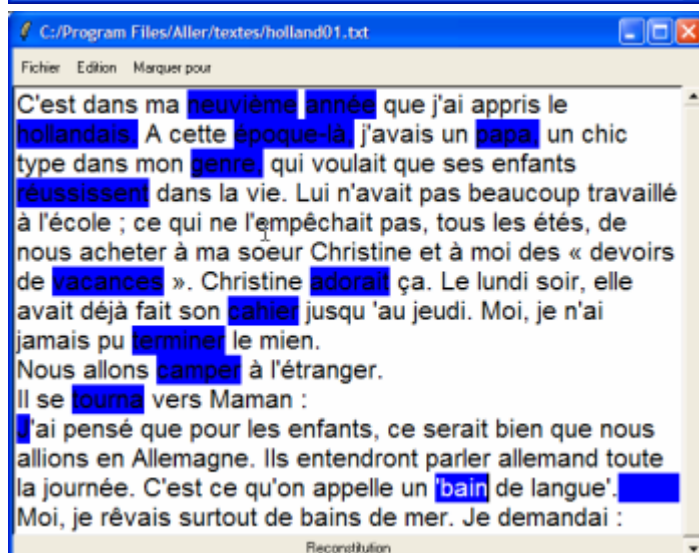 C:/Program Files/Aller/textes/holland01.txt
Fichier Edition Marquer pour
C'est dans ma neuvième année que j'ai appris le
hollandais. A cette époque-là, j'avais un papa, un chic
type dans mon genre, qui voulait que ses enfants
réussissent dans la vie. Lui n'avait pas beaucoup travaillé
à l'école ; ce qui ne l'empêchait pas, tous les étés, de
nous acheter à ma soeur Christine et à moi des « devoirs
de vacances ». Christine adorait ça. Le lundi soir, elle
avait déjà fait son cahier jusqu 'au jeudi. Moi, je n'ai
jamais pu terminer le mien.
Nous allons camper à l'étranger.
Il se tourna vers Maman :
J'ai pensé que pour les enfants, ce serait bien que nous
allions en Allemagne. Ils entendront parler allemand toute
la journée. C'est ce qu'on appelle un 'bain de langue'.
Moi, je rêvais surtout de bains de mer. Je demandai :
Reconstitution